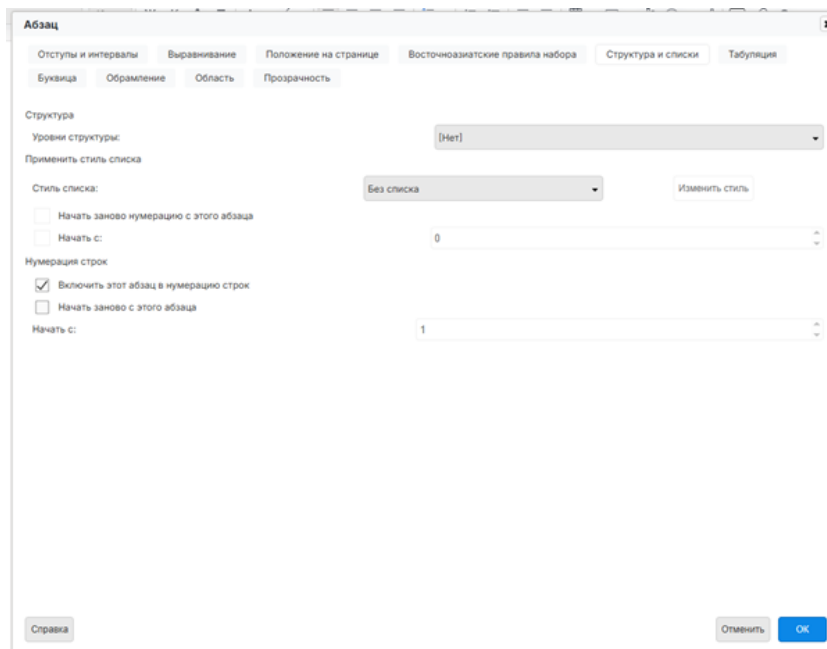 Абзац
Отступы и интервалы Выравнивание Положение на странице Восточноазиатские правила набора Структура и списки Табуляция
Буквица Обрамление Область Прозрачность
Структура
Уровни структуры: [Нет]
Применить стиль списка
Стиль списка: Без списка Изменить стиль
Начать заново нумерацию с этого абзаца
Начать с: 0
Нумерация строк
Включить этот абзац в нумерацию строк
Начать заново с этого абзаца
Начать с: 1
Справка Отменить ОК